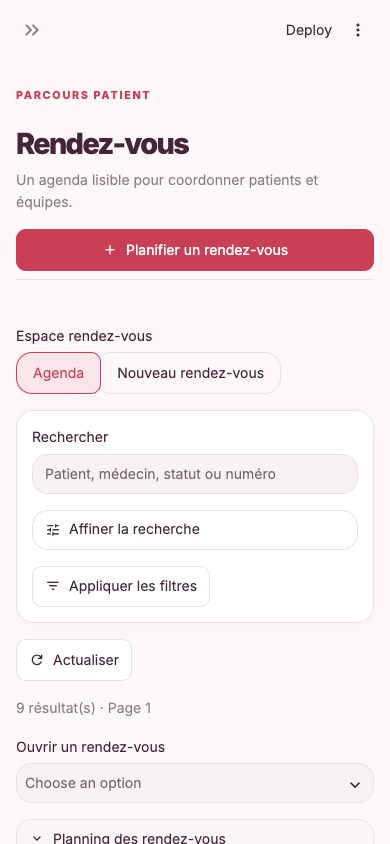 Deploy
PARCOURS PATIENT
Rendez-vous
Un agenda lisible pour coordonner patients et
équipes.
Planifier un rendez-vous
Espace rendez-vous
Agenda
Nouveau rendez-vous
Rechercher
Patient, médecin, statut ou numéro
Affiner la recherche
Appliquer les filtres
Actualiser
9 résultat(s) · Page 1
Ouvrir un rendez-vous
Choose an option
Planning des rendez-vous